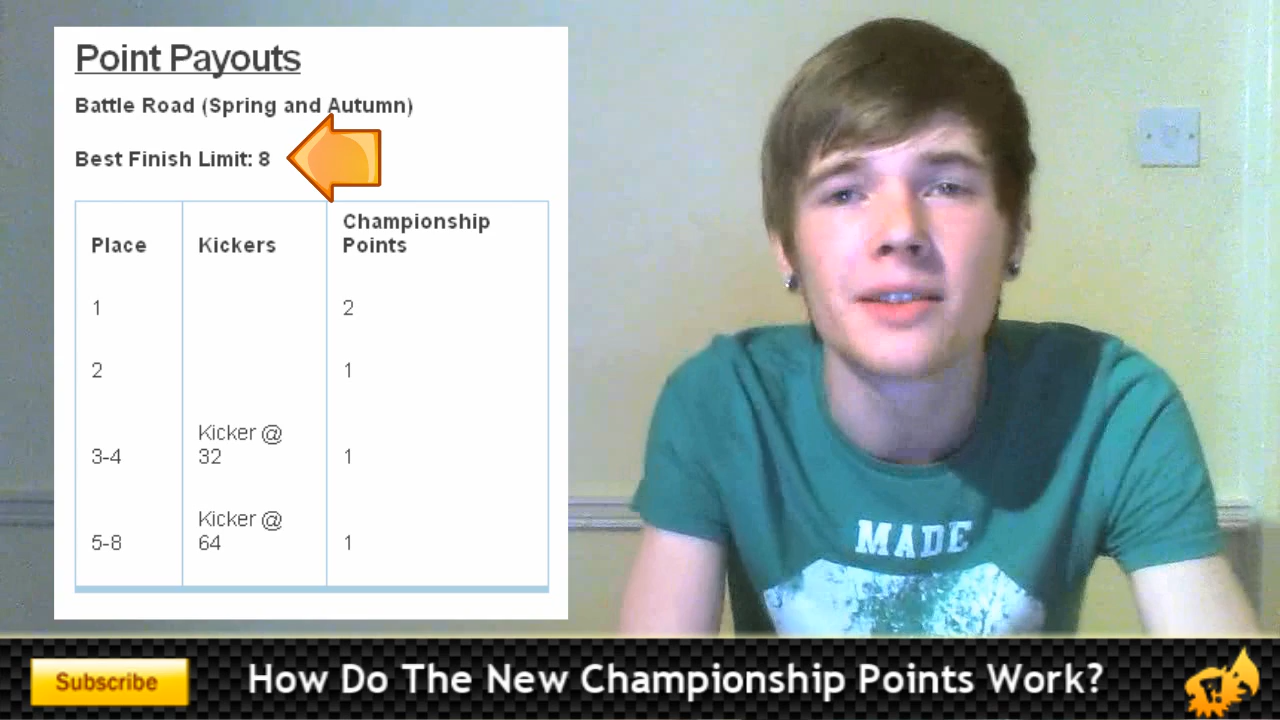 Point Payouts
Battle Road (Spring and Autumn)
Best Finish Limit: 8
Place Kickers Championship Points
1 2
2 1
3-4 Kicker @ 32 1
5-8 Kicker @ 64 1
MADE
Subscribe
How Do The New Championship Points Work?